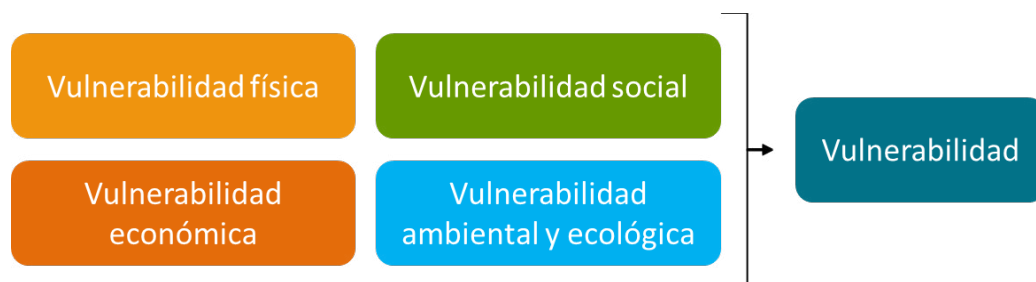 Vulnerabilidad física
Vulnerabilidad social
Vulnerabilidad
económica
Vulnerabilidad
ambiental y ecológica
Vulnerabilidad